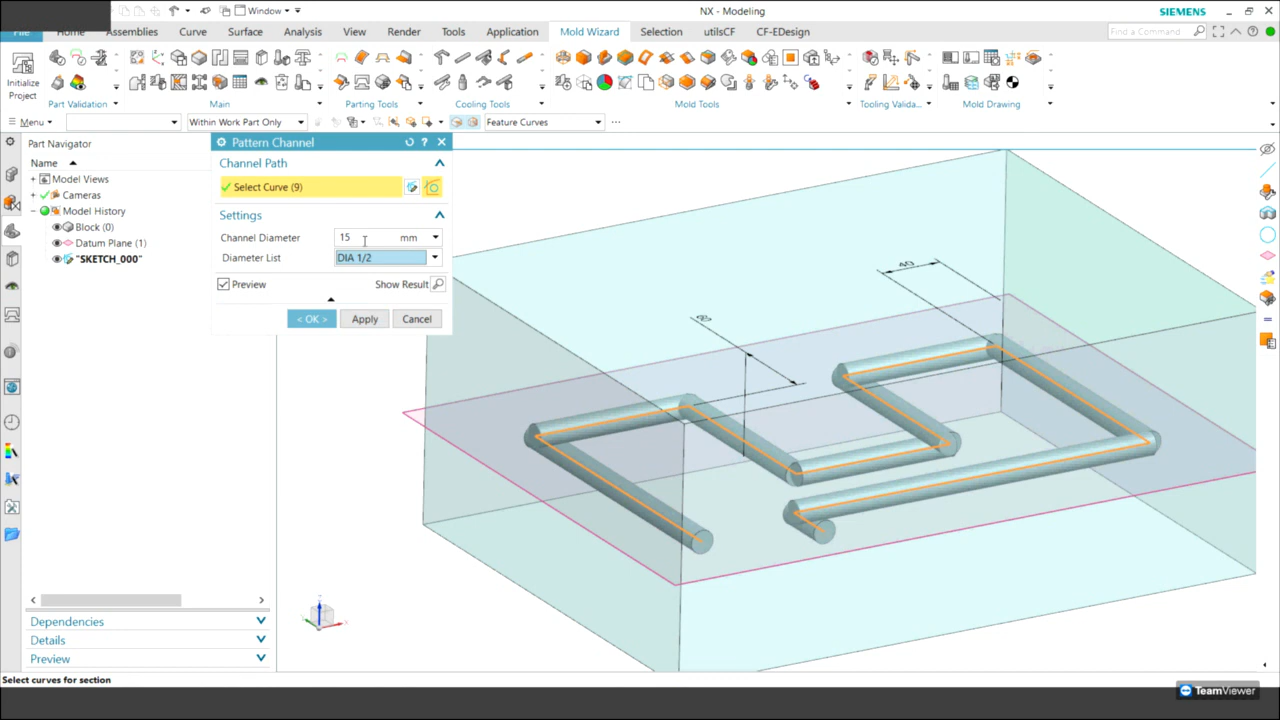 Window
NX - Modeling
SIEMENS
File
Home
Assemblies
Curve
Surface
Analysis
View
Render
Tools
Application
Mold Wizard
Selection
utilsCF
CF-EDesign
Find a Command
Initialize
Project
Part Validation
Main
Parting Tools
Cooling Tools
Mold Tools
Tooling Valida...
Mold Drawing
Menu
Within Work Part Only
Feature Curves
Part Navigator
Name
Model Views
Cameras
Model History
Block (0)
Datum Plane (1)
"SKETCH_000"
Pattern Channel
Channel Path
Select Curve (9)
Settings
Channel Diameter 15 mm
Diameter List DIA 1/2
Preview Show Result
< OK > Apply Cancel
40
60
Dependencies
Details
Preview
Select curves for section
TeamViewer